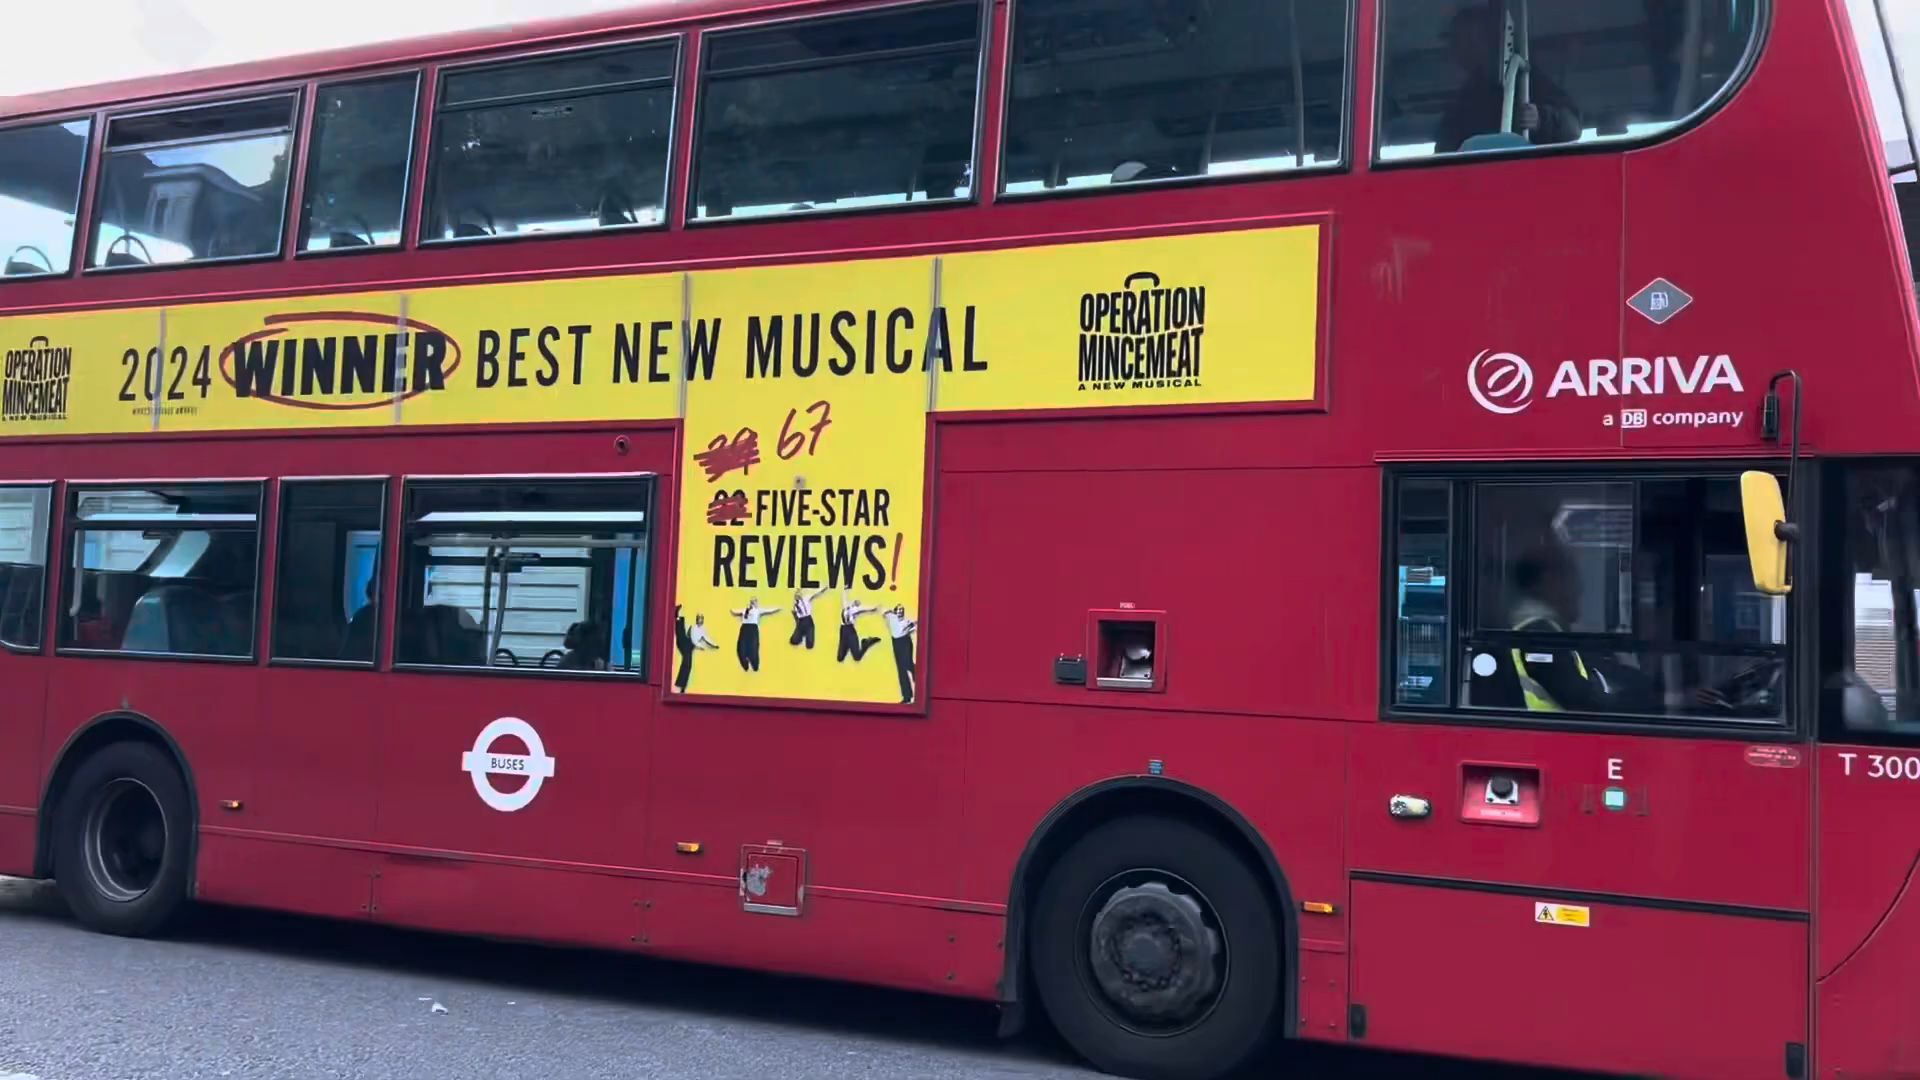 OPERATION
MINCEMEAT
A NEW MUSICAL
2024 WINNER BEST NEW MUSICAL
OPERATION
MINCEMEAT
A NEW MUSICAL
67
FIVE-STAR
REVIEWS!
ARRIVA
a DB company
BUSES
E
T 300